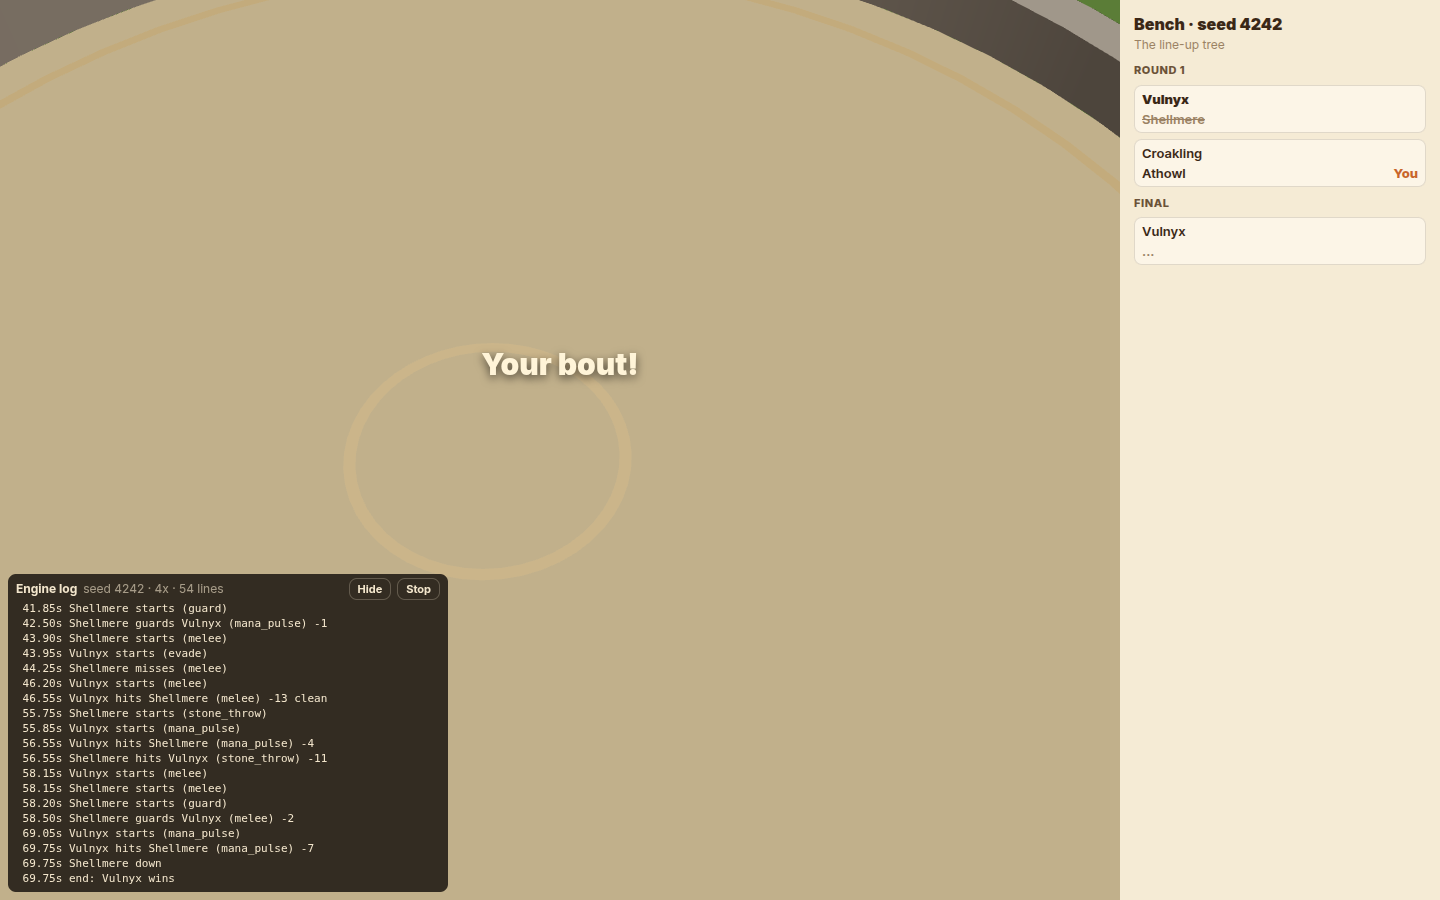 Bench · seed 4242
The line-up tree
ROUND 1
Vulnyx
Shellmere
Croakling
Athowl You
FINAL
Vulnyx
...
Your bout!
Engine log seed 4242 · 4x · 54 lines Hide Stop
41.85s Shellmere starts (guard)
42.50s Shellmere guards Vulnyx (mana_pulse) -1
43.90s Shellmere starts (melee)
43.95s Vulnyx starts (evade)
44.25s Shellmere misses (melee)
46.20s Vulnyx starts (melee)
46.55s Vulnyx hits Shellmere (melee) -13 clean
55.75s Shellmere starts (stone_throw)
55.85s Vulnyx starts (mana_pulse)
56.55s Vulnyx hits Shellmere (mana_pulse) -4
56.55s Shellmere hits Vulnyx (stone_throw) -11
58.15s Vulnyx starts (melee)
58.15s Shellmere starts (melee)
58.20s Shellmere starts (guard)
58.50s Shellmere guards Vulnyx (melee) -2
69.05s Vulnyx starts (mana_pulse)
69.75s Vulnyx hits Shellmere (mana_pulse) -7
69.75s Shellmere down
69.75s end: Vulnyx wins